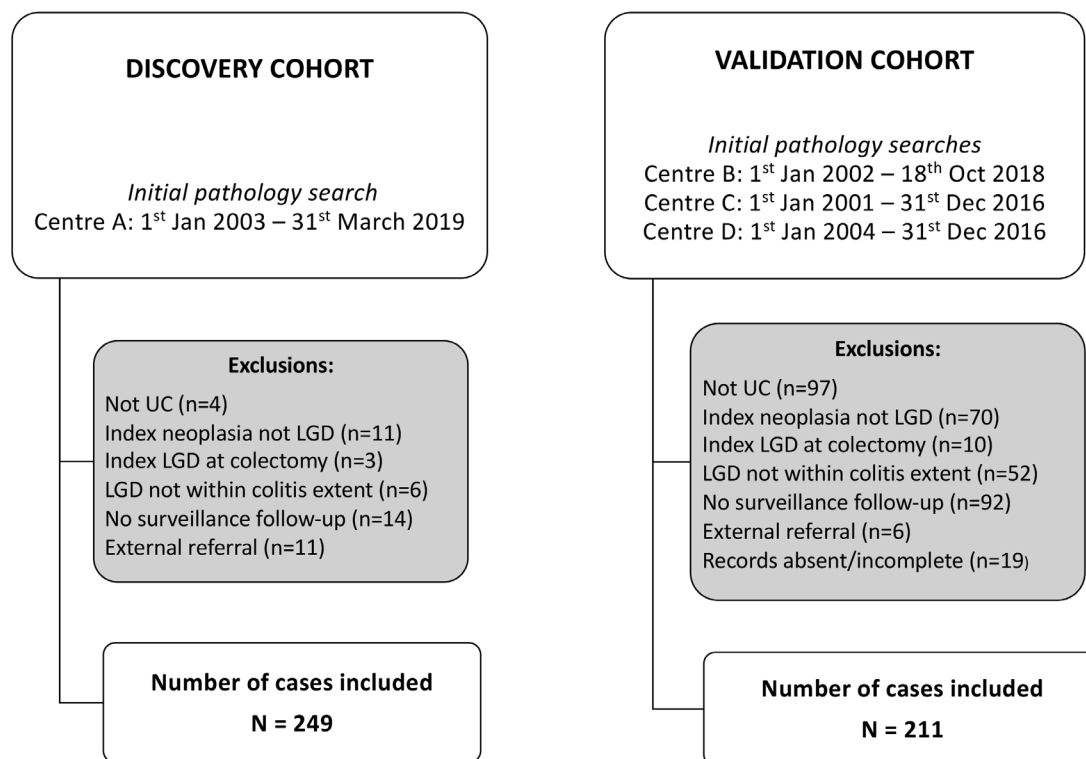 DISCOVERY COHORT
Initial pathology search
Centre A: 1st Jan 2003 – 31st March 2019
Exclusions:
Not UC (n=4)
Index neoplasia not LGD (n=11)
Index LGD at colectomy (n=3)
LGD not within colitis extent (n=6)
No surveillance follow-up (n=14)
External referral (n=11)
Number of cases included
N = 249
VALIDATION COHORT
Initial pathology searches
Centre B: 1st Jan 2002 – 18th Oct 2018
Centre C: 1st Jan 2001 – 31st Dec 2016
Centre D: 1st Jan 2004 – 31st Dec 2016
Exclusions:
Not UC (n=97)
Index neoplasia not LGD (n=70)
Index LGD at colectomy (n=10)
LGD not within colitis extent (n=52)
No surveillance follow-up (n=92)
External referral (n=6)
Records absent/incomplete (n=19)
Number of cases included
N = 211